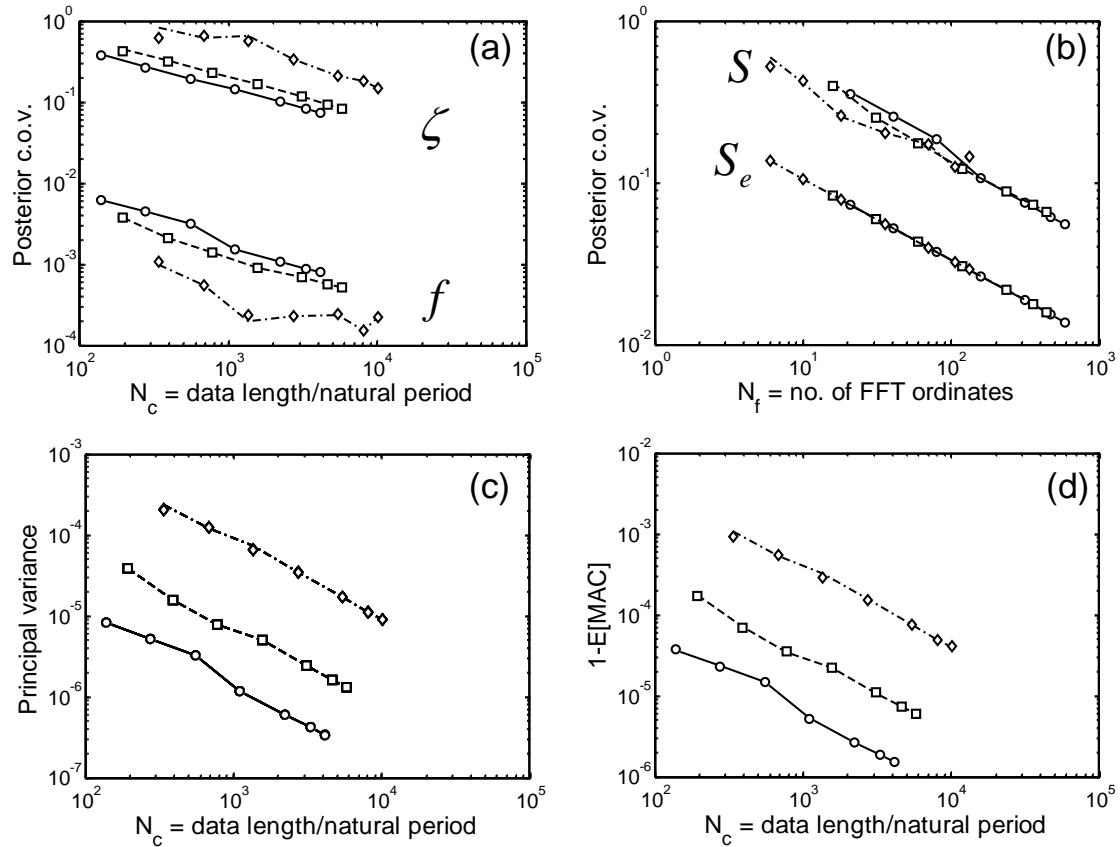 (a)
Posterior c.o.v.
10^0
10^-1
10^-2
10^-3
10^-4
ζ
f
10^2 10^3 10^4 10^5
N_c = data length/natural period
(b)
Posterior c.o.v.
10^0
10^-1
10^-2
S
S_e
10^0 10^1 10^2 10^3
N_f = no. of FFT ordinates
(c)
Principal variance
10^-3
10^-4
10^-5
10^-6
10^-7
10^2 10^3 10^4 10^5
N_c = data length/natural period
(d)
1-E[MAC]
10^-2
10^-3
10^-4
10^-5
10^-6
10^2 10^3 10^4 10^5
N_c = data length/natural period